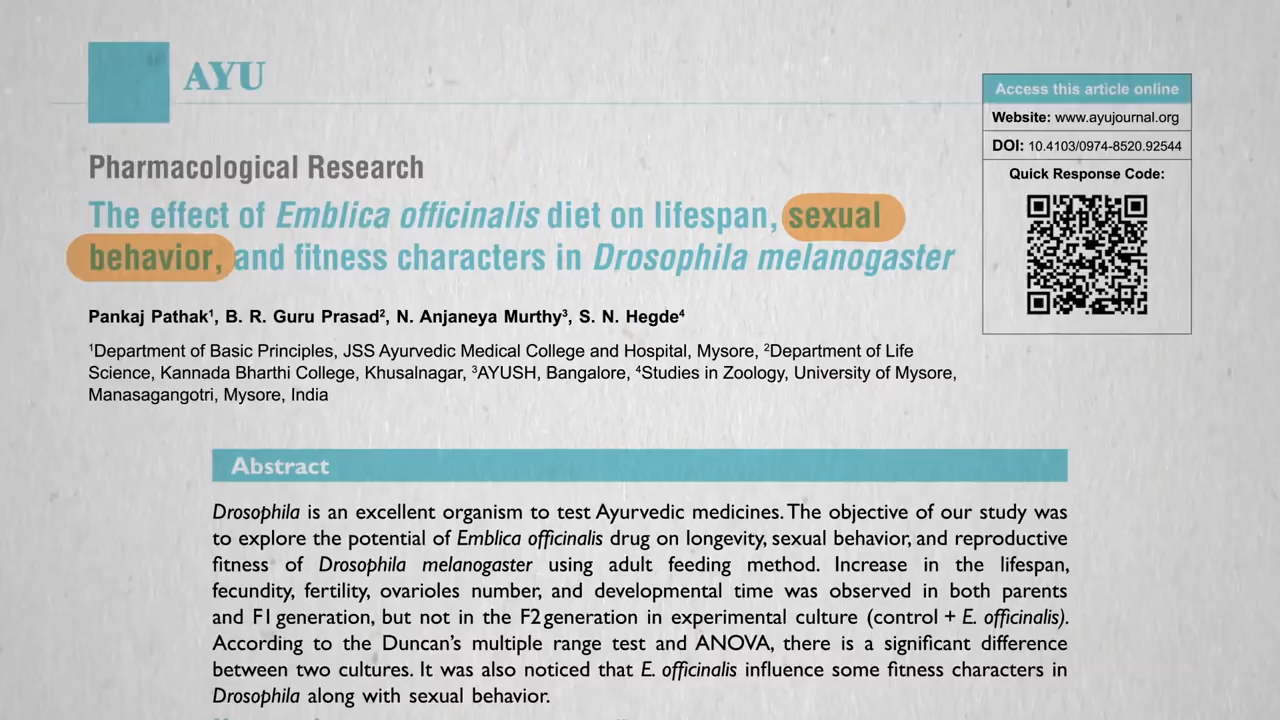 AYU
Access this article online
Website: www.ayujournal.org
DOI: 10.4103/0974-8520.92544
Quick Response Code:
Pharmacological Research
The effect of Emblica officinalis diet on lifespan, sexual
behavior, and fitness characters in Drosophila melanogaster
Pankaj Pathak¹, B. R. Guru Prasad², N. Anjaneya Murthy³, S. N. Hegde⁴
¹Department of Basic Principles, JSS Ayurvedic Medical College and Hospital, Mysore, ²Department of Life
Science, Kannada Bharthi College, Khusalnagar, ³AYUSH, Bangalore, ⁴Studies in Zoology, University of Mysore,
Manasagangotri, Mysore, India
Abstract
Drosophila is an excellent organism to test Ayurvedic medicines. The objective of our study was
to explore the potential of Emblica officinalis drug on longevity, sexual behavior, and reproductive
fitness of Drosophila melanogaster using adult feeding method. Increase in the lifespan,
fecundity, fertility, ovarioles number, and developmental time was observed in both parents
and F1 generation, but not in the F2 generation in experimental culture (control + E. officinalis).
According to the Duncan's multiple range test and ANOVA, there is a significant difference
between two cultures. It was also noticed that E. officinalis influence some fitness characters in
Drosophila along with sexual behavior.